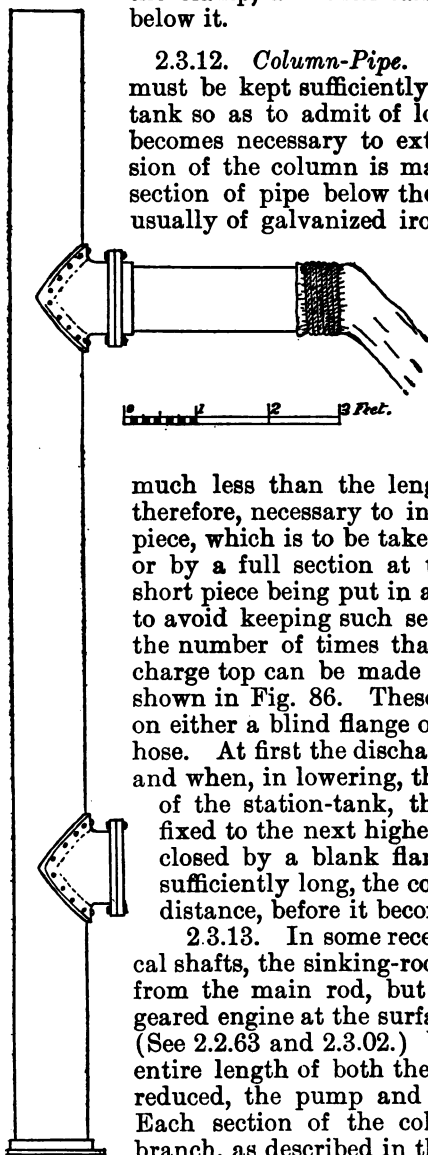 below it.
2.3.12. Column-Pipe.
must be kept sufficiently
tank so as to admit of lo
becomes necessary to ext
sion of the column is ma
section of pipe below the
usually of galvanized iro
0 1 2 3 Feet.
much less than the leng
therefore, necessary to in
piece, which is to be take
or by a full section at t
short piece being put in a
to avoid keeping such se
the number of times tha
charge top can be made
shown in Fig. 86. These
on either a blind flange o
hose. At first the discha
and when, in lowering, th
of the station-tank, th
fixed to the next highe
closed by a blank flan
sufficiently long, the co
distance, before it becom
2.3.13. In some rece
cal shafts, the sinking-roo
from the main rod, but
geared engine at the surfa
(See 2.2.63 and 2.3.02.)
entire length of both the
reduced, the pump and
Each section of the col
branch, as described in th